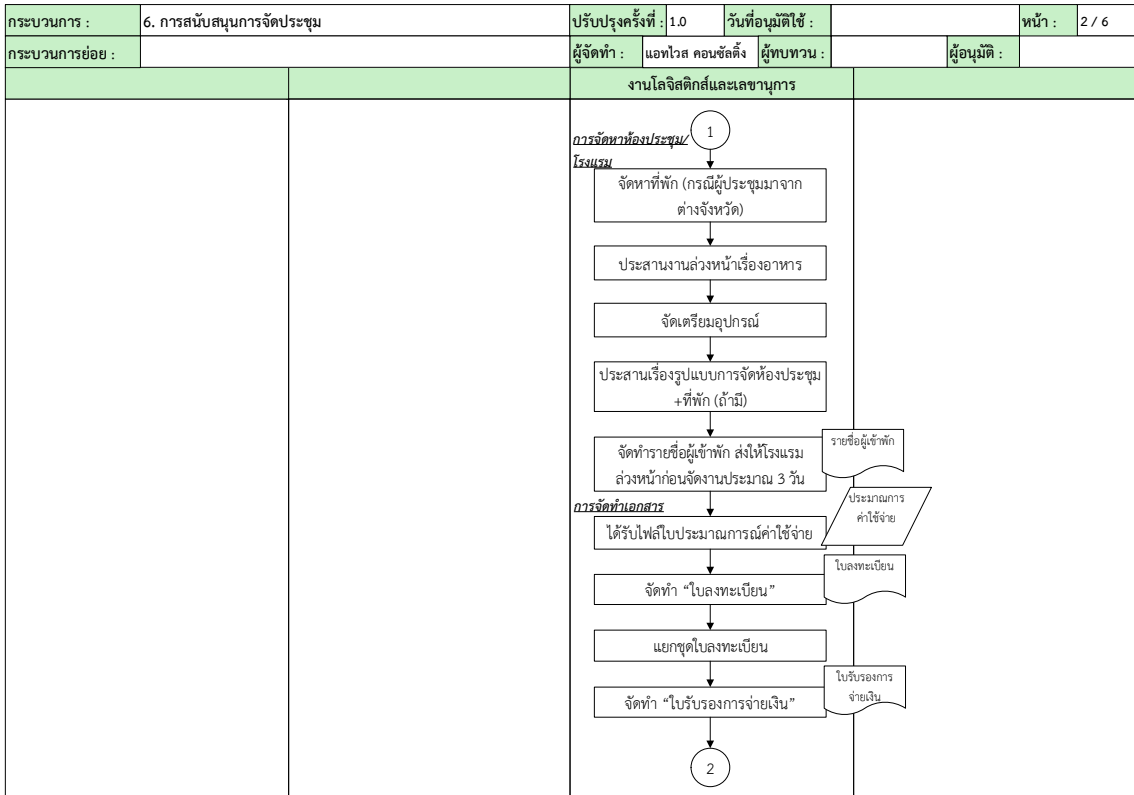 กระบวนการ : 6. การสนับสนุนการจัดประชุม ปรับปรุงครั้งที่ : 1.0 วันที่อนุมัติใช้ : หน้า : 2 / 6
กระบวนการย่อย : ผู้จัดทำ : แอทไวส คอนซัลติ้ง ผู้ทบทวน : ผู้อนุมัติ :
งานโลจิสติกส์และเลขานุการ
1
การจัดหาห้องประชุม/
โรงแรม
จัดหาที่พัก (กรณีผู้ประชุมมาจาก
ต่างจังหวัด)
ประสานงานล่วงหน้าเรื่องอาหาร
จัดเตรียมอุปกรณ์
ประสานเรื่องรูปแบบการจัดห้องประชุม
+ที่พัก (ถ้ามี)
จัดทำรายชื่อผู้เข้าพัก ส่งให้โรงแรม
ล่วงหน้าก่อนจัดงานประมาณ 3 วัน
รายชื่อผู้เข้าพัก
การจัดทำเอกสาร
ได้รับไฟล์ใบประมาณการณ์ค่าใช้จ่าย
ประมาณการ
ค่าใช้จ่าย
จัดทำ “ใบลงทะเบียน”
ใบลงทะเบียน
แยกชุดใบลงทะเบียน
จัดทำ “ใบรับรองการจ่ายเงิน”
ใบรับรองการ
จ่ายเงิน
2